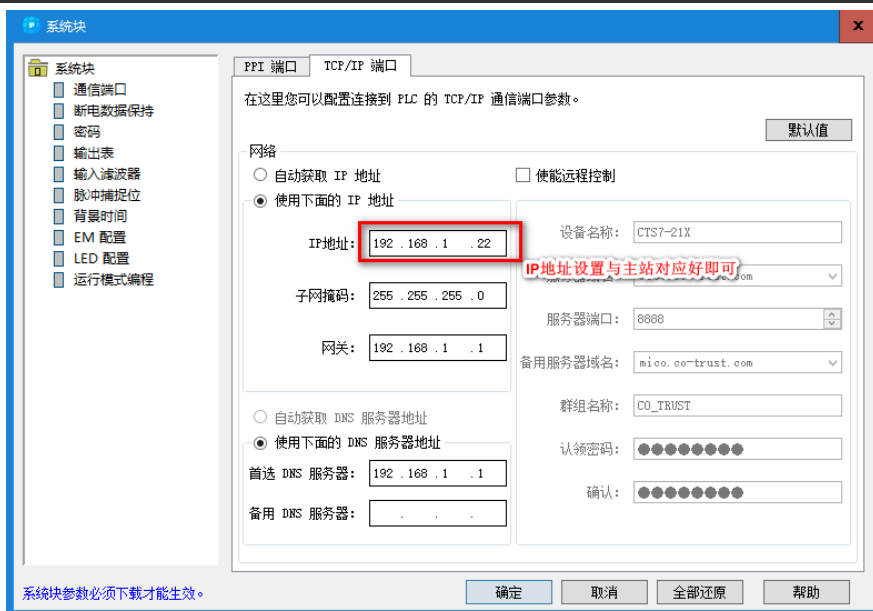 系统块
系统块
通信端口
断电数据保持
密码
输出表
输入滤波器
脉冲捕捉位
背景时间
EM 配置
LED 配置
运行模式编程
PPI 端口
TCP/IP 端口
在这里您可以配置连接到 PLC 的 TCP/IP 通信端口参数。
默认值
网络
自动获取 IP 地址
使用下面的 IP 地址
IP地址: 192 .168 .1 .22
子网掩码: 255 .255 .255 .0
网关: 192 .168 .1 .1
自动获取 DNS 服务器地址
使用下面的 DNS 服务器地址
首选 DNS 服务器: 192 .168 .1 .1
备用 DNS 服务器: . . .
使能远程控制
设备名称: CTS7-21X
IP地址设置与主站对应好即可
com
服务器端口: 8888
备用服务器域名: mico.co-trust.com
群组名称: CO_TRUST
认领密码: ●●●●●●●●
确认: ●●●●●●●●
系统块参数必须下载才能生效。
确定
取消
全部还原
帮助